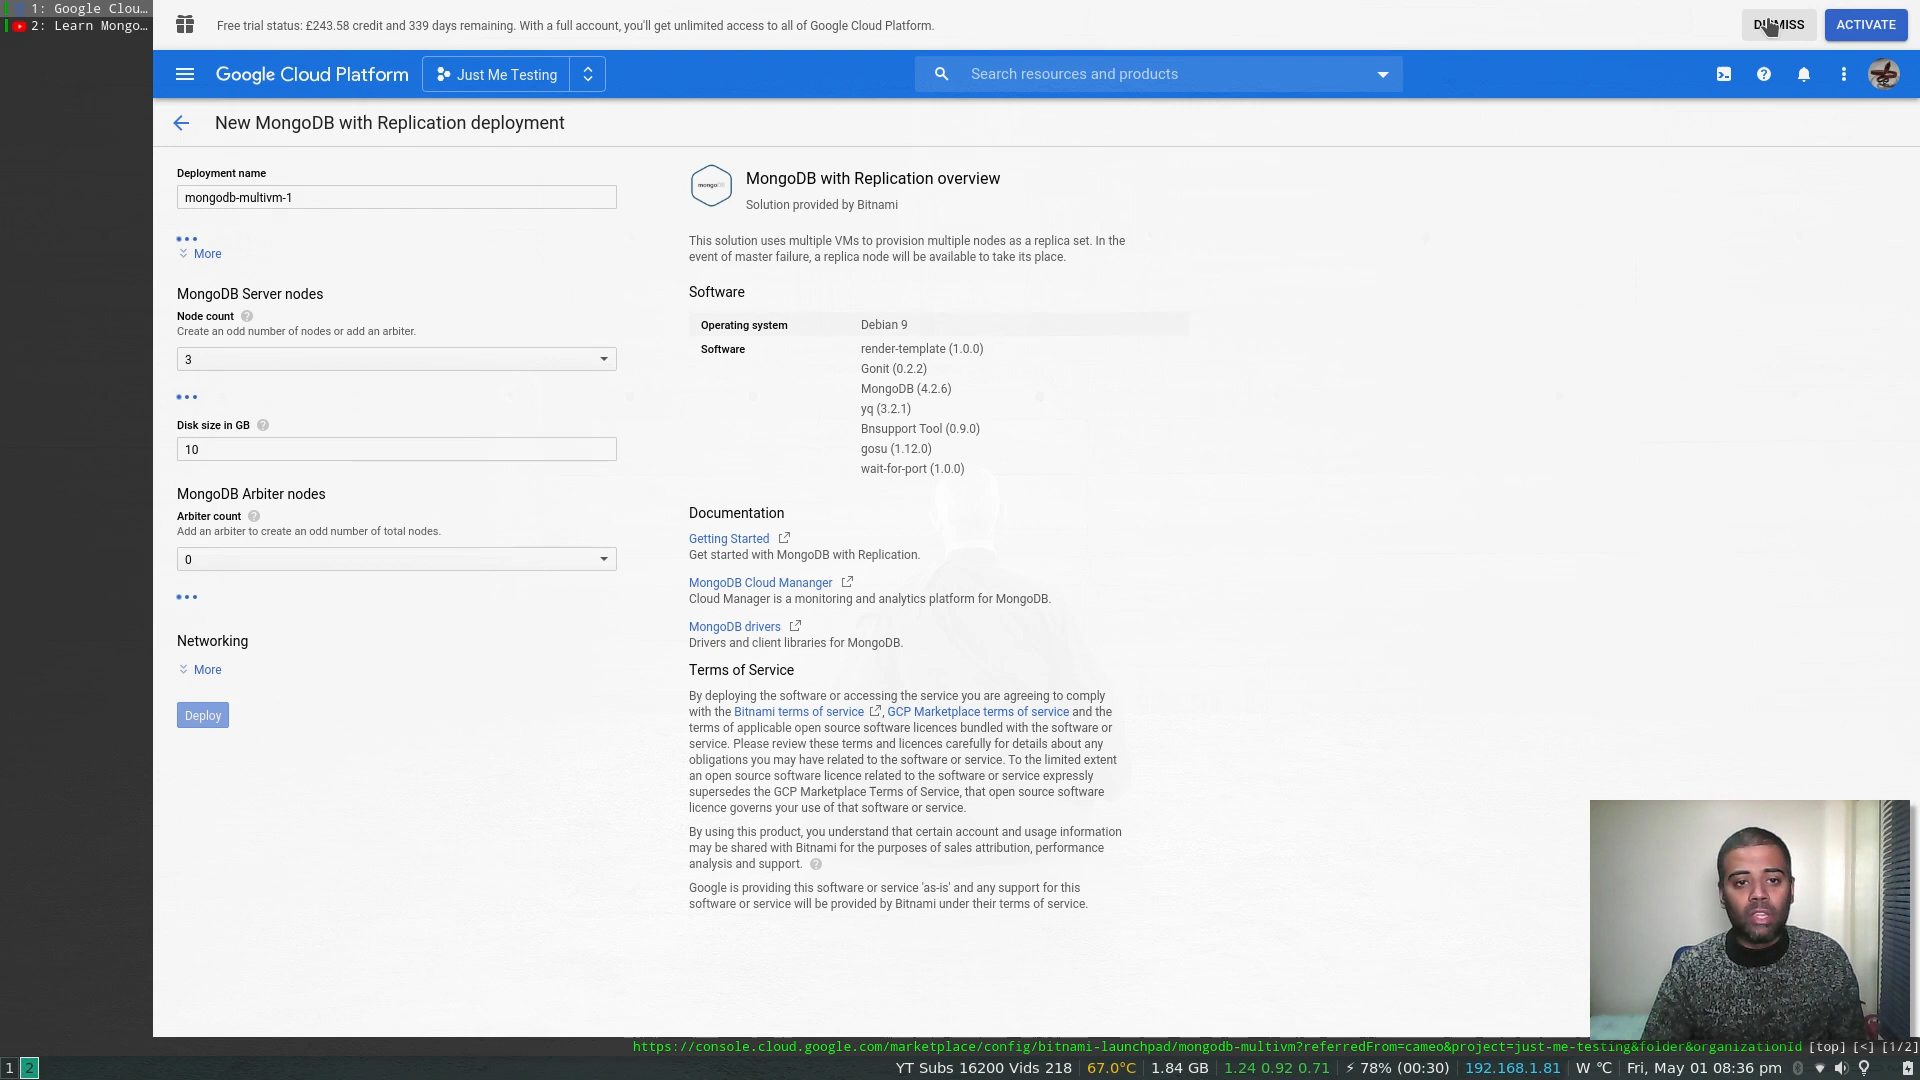 1: Google Clou…
2: Learn Mongo…
Free trial status: £243.58 credit and 339 days remaining. With a full account, you'll get unlimited access to all of Google Cloud Platform.
DISMISS
ACTIVATE
Google Cloud Platform
Just Me Testing
Search resources and products
New MongoDB with Replication deployment
Deployment name
mongodb-multivm-1
More
MongoDB Server nodes
Node count
Create an odd number of nodes or add an arbiter.
3
Disk size in GB
10
MongoDB Arbiter nodes
Arbiter count
Add an arbiter to create an odd number of total nodes.
0
Networking
More
Deploy
mongoDB
MongoDB with Replication overview
Solution provided by Bitnami
This solution uses multiple VMs to provision multiple nodes as a replica set. In the
event of master failure, a replica node will be available to take its place.
Software
Operating system Debian 9
Software render-template (1.0.0)
Gonit (0.2.2)
MongoDB (4.2.6)
yq (3.2.1)
Bnsupport Tool (0.9.0)
gosu (1.12.0)
wait-for-port (1.0.0)
Documentation
Getting Started
Get started with MongoDB with Replication.
MongoDB Cloud Mananger
Cloud Manager is a monitoring and analytics platform for MongoDB.
MongoDB drivers
Drivers and client libraries for MongoDB.
Terms of Service
By deploying the software or accessing the service you are agreeing to comply
with the Bitnami terms of service , GCP Marketplace terms of service and the
terms of applicable open source software licences bundled with the software or
service. Please review these terms and licences carefully for details about any
obligations you may have related to the software or service. To the limited extent
an open source software licence related to the software or service expressly
supersedes the GCP Marketplace Terms of Service, that open source software
licence governs your use of that software or service.
By using this product, you understand that certain account and usage information
may be shared with Bitnami for the purposes of sales attribution, performance
analysis and support.
Google is providing this software or service 'as-is' and any support for this
software or service will be provided by Bitnami under their terms of service.
https://console.cloud.google.com/marketplace/config/bitnami-launchpad/mongodb-multivm?referredFrom=cameo&project=just-me-testing&folder&organizationId [top] [<] [1/2]
1 2 YT Subs 16200 Vids 218 67.0°C 1.84 GB 1.24 0.92 0.71 ⚡ 78% (00:30) 192.168.1.81 W °C Fri, May 01 08:36 pm